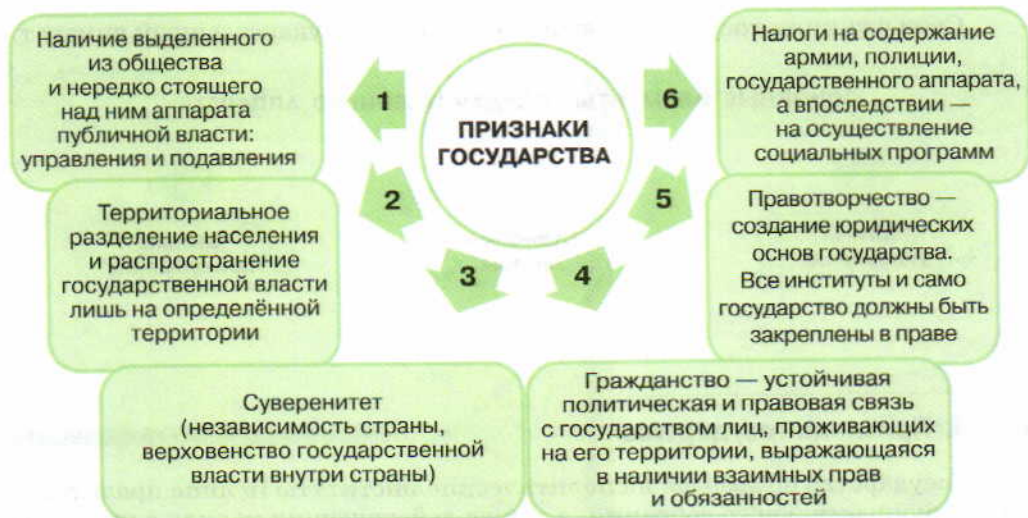 ПРИЗНАКИ
ГОСУДАРСТВА
1
Наличие выделенного
из общества
и нередко стоящего
над ним аппарата
публичной власти:
управления и подавления
2
Территориальное
разделение населения
и распространение
государственной власти
лишь на определённой
территории
3
Суверенитет
(независимость страны,
верховенство государственной
власти внутри страны)
4
Гражданство — устойчивая
политическая и правовая связь
с государством лиц, проживающих
на его территории, выражающаяся
в наличии взаимных прав
и обязанностей
5
Правотворчество —
создание юридических
основ государства.
Все институты и само
государство должны быть
закреплены в праве
6
Налоги на содержание
армии, полиции,
государственного аппарата,
а впоследствии —
на осуществление
социальных программ